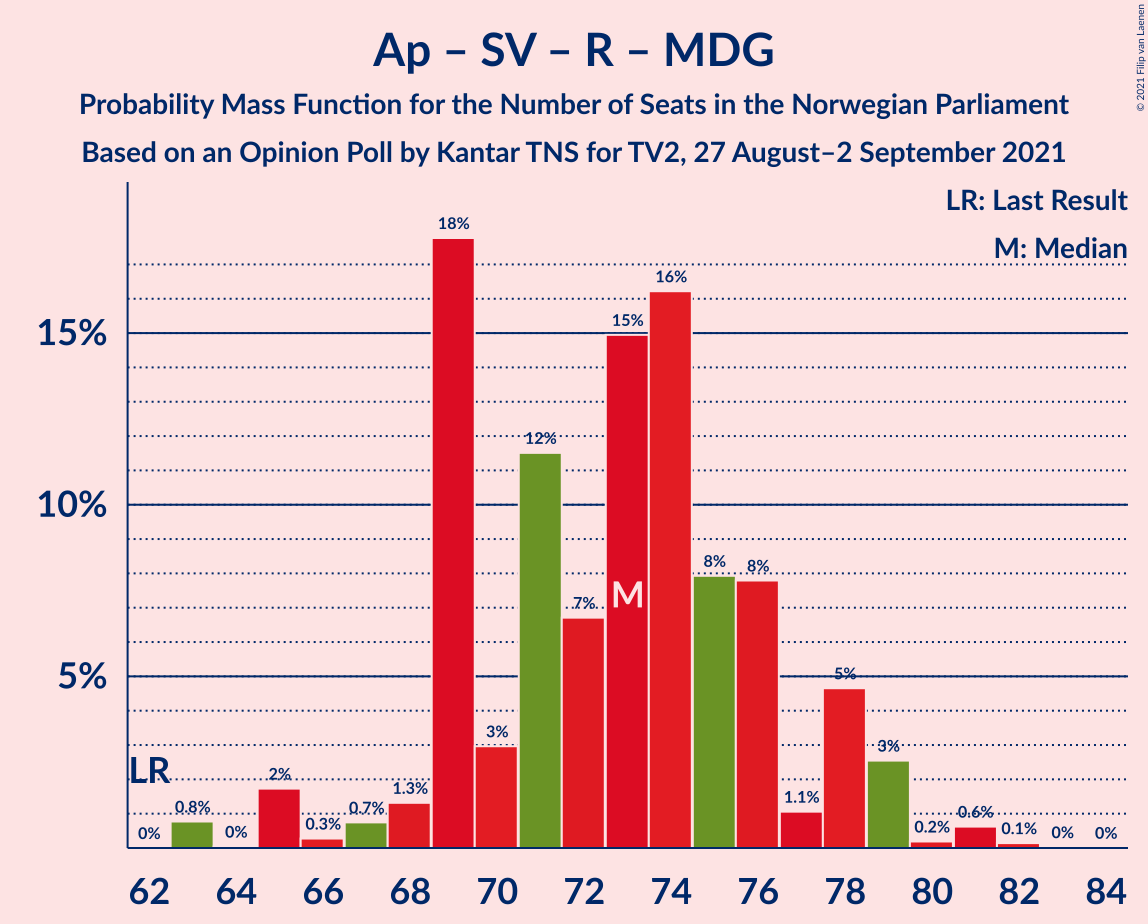 Ap – SV – R – MDG
Probability Mass Function for the Number of Seats in the Norwegian Parliament
Based on an Opinion Poll by Kantar TNS for TV2, 27 August–2 September 2021
© 2021 Filip van Laenen
LR: Last Result
M: Median
15%
10%
5%
LR
M
0%
0.8%
0%
2%
0.3%
0.7%
1.3%
18%
3%
12%
7%
15%
16%
8%
8%
1.1%
5%
3%
0.2%
0.6%
0.1%
0%
0%
62 64 66 68 70 72 74 76 78 80 82 84